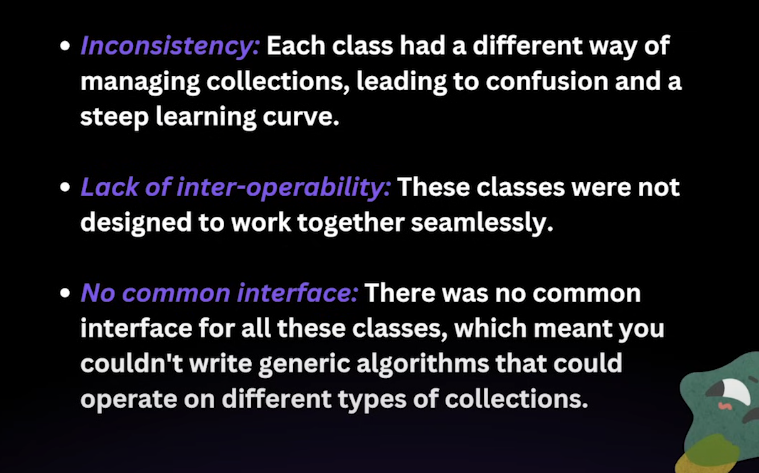 • Inconsistency: Each class had a different way of
managing collections, leading to confusion and a
steep learning curve.
• Lack of inter-operability: These classes were not
designed to work together seamlessly.
• No common interface: There was no common
interface for all these classes, which meant you
couldn't write generic algorithms that could
operate on different types of collections.